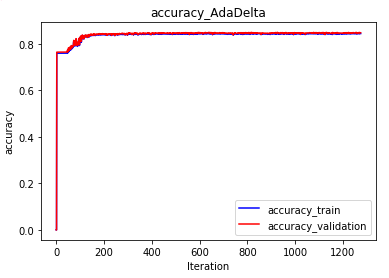 accuracy_AdaDelta
0.8
0.6
0.4
0.2
0.0
accuracy
0 200 400 600 800 1000 1200
Iteration
accuracy_train
accuracy_validation